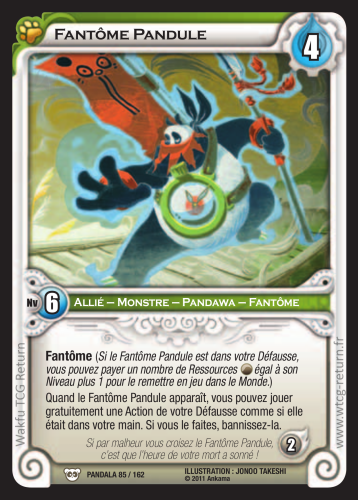 FANTÔME PANDULE
4
Nv 6 ALLIÉ – MONSTRE – PANDAWA – FANTÔME
Fantôme (Si le Fantôme Pandule est dans votre Défausse,
vous pouvez payer un nombre de Ressources égal à son
Niveau plus 1 pour le remettre en jeu dans le Monde.)
Quand le Fantôme Pandule apparaît, vous pouvez jouer
gratuitement une Action de votre Défausse comme si elle
était dans votre main. Si vous le faites, bannissez-la.
Si par malheur vous croisez le Fantôme Pandule,
c'est que l'heure de votre mort a sonné !
2
PANDALA 85 / 162
ILLUSTRATION : JONOO TAKESHI
© 2011 Ankama
Wakfu TCG Return
www.wtcg-return.fr